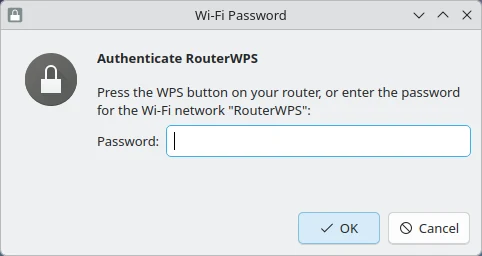 Wi-Fi Password
Authenticate RouterWPS
Press the WPS button on your router, or enter the password
for the Wi-Fi network "RouterWPS":
Password:
OK
Cancel